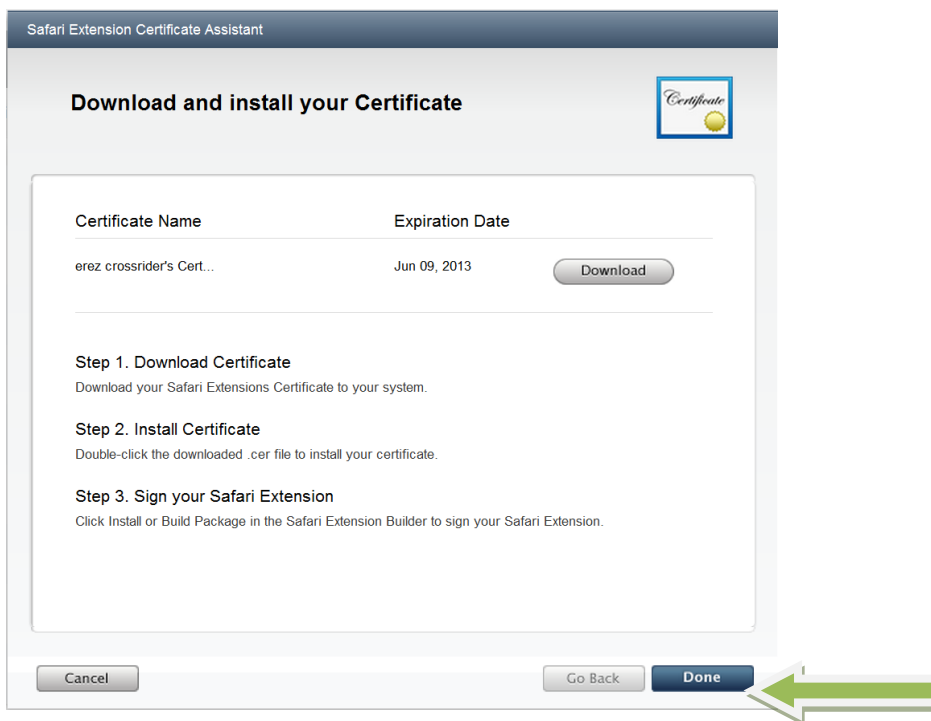 Safari Extension Certificate Assistant
Download and install your Certificate
Certificate
Certificate Name Expiration Date
erez crossrider's Cert... Jun 09, 2013 Download
Step 1. Download Certificate
Download your Safari Extensions Certificate to your system.
Step 2. Install Certificate
Double-click the downloaded .cer file to install your certificate.
Step 3. Sign your Safari Extension
Click Install or Build Package in the Safari Extension Builder to sign your Safari Extension.
Cancel Go Back Done